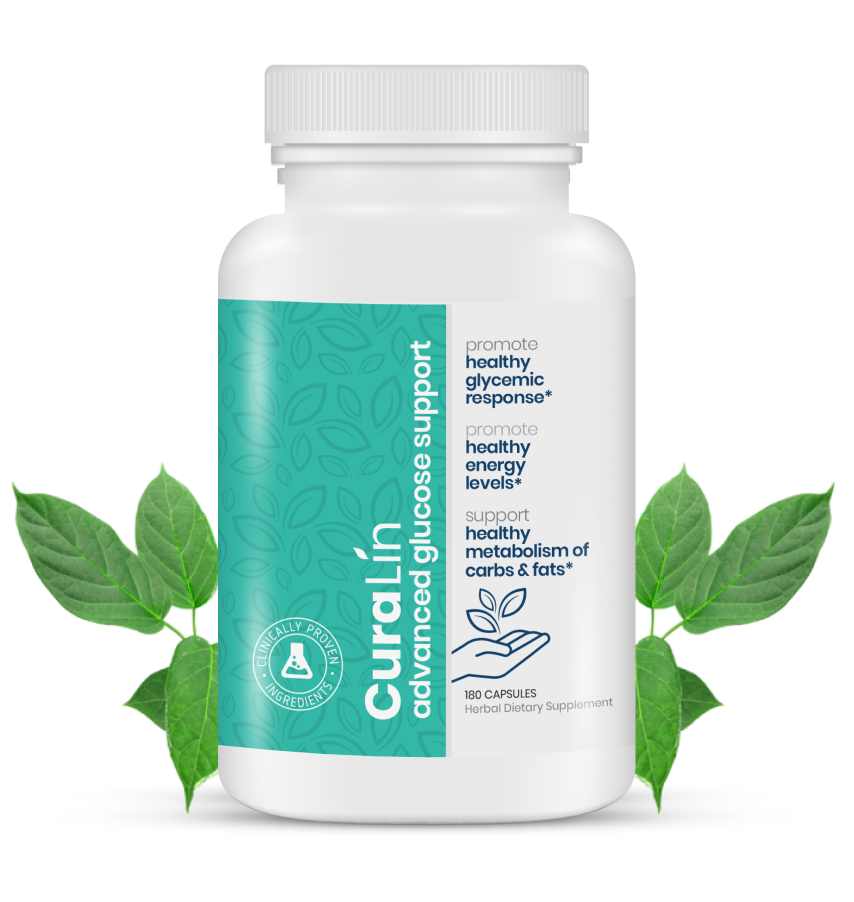 CuraLin
advanced glucose support
CLINICALLY PROVEN
INGREDIENTS
promote
healthy
glycemic
response*
promote
healthy
energy
levels*
support
healthy
metabolism of
carbs & fats*
180 CAPSULES
Herbal Dietary Supplement